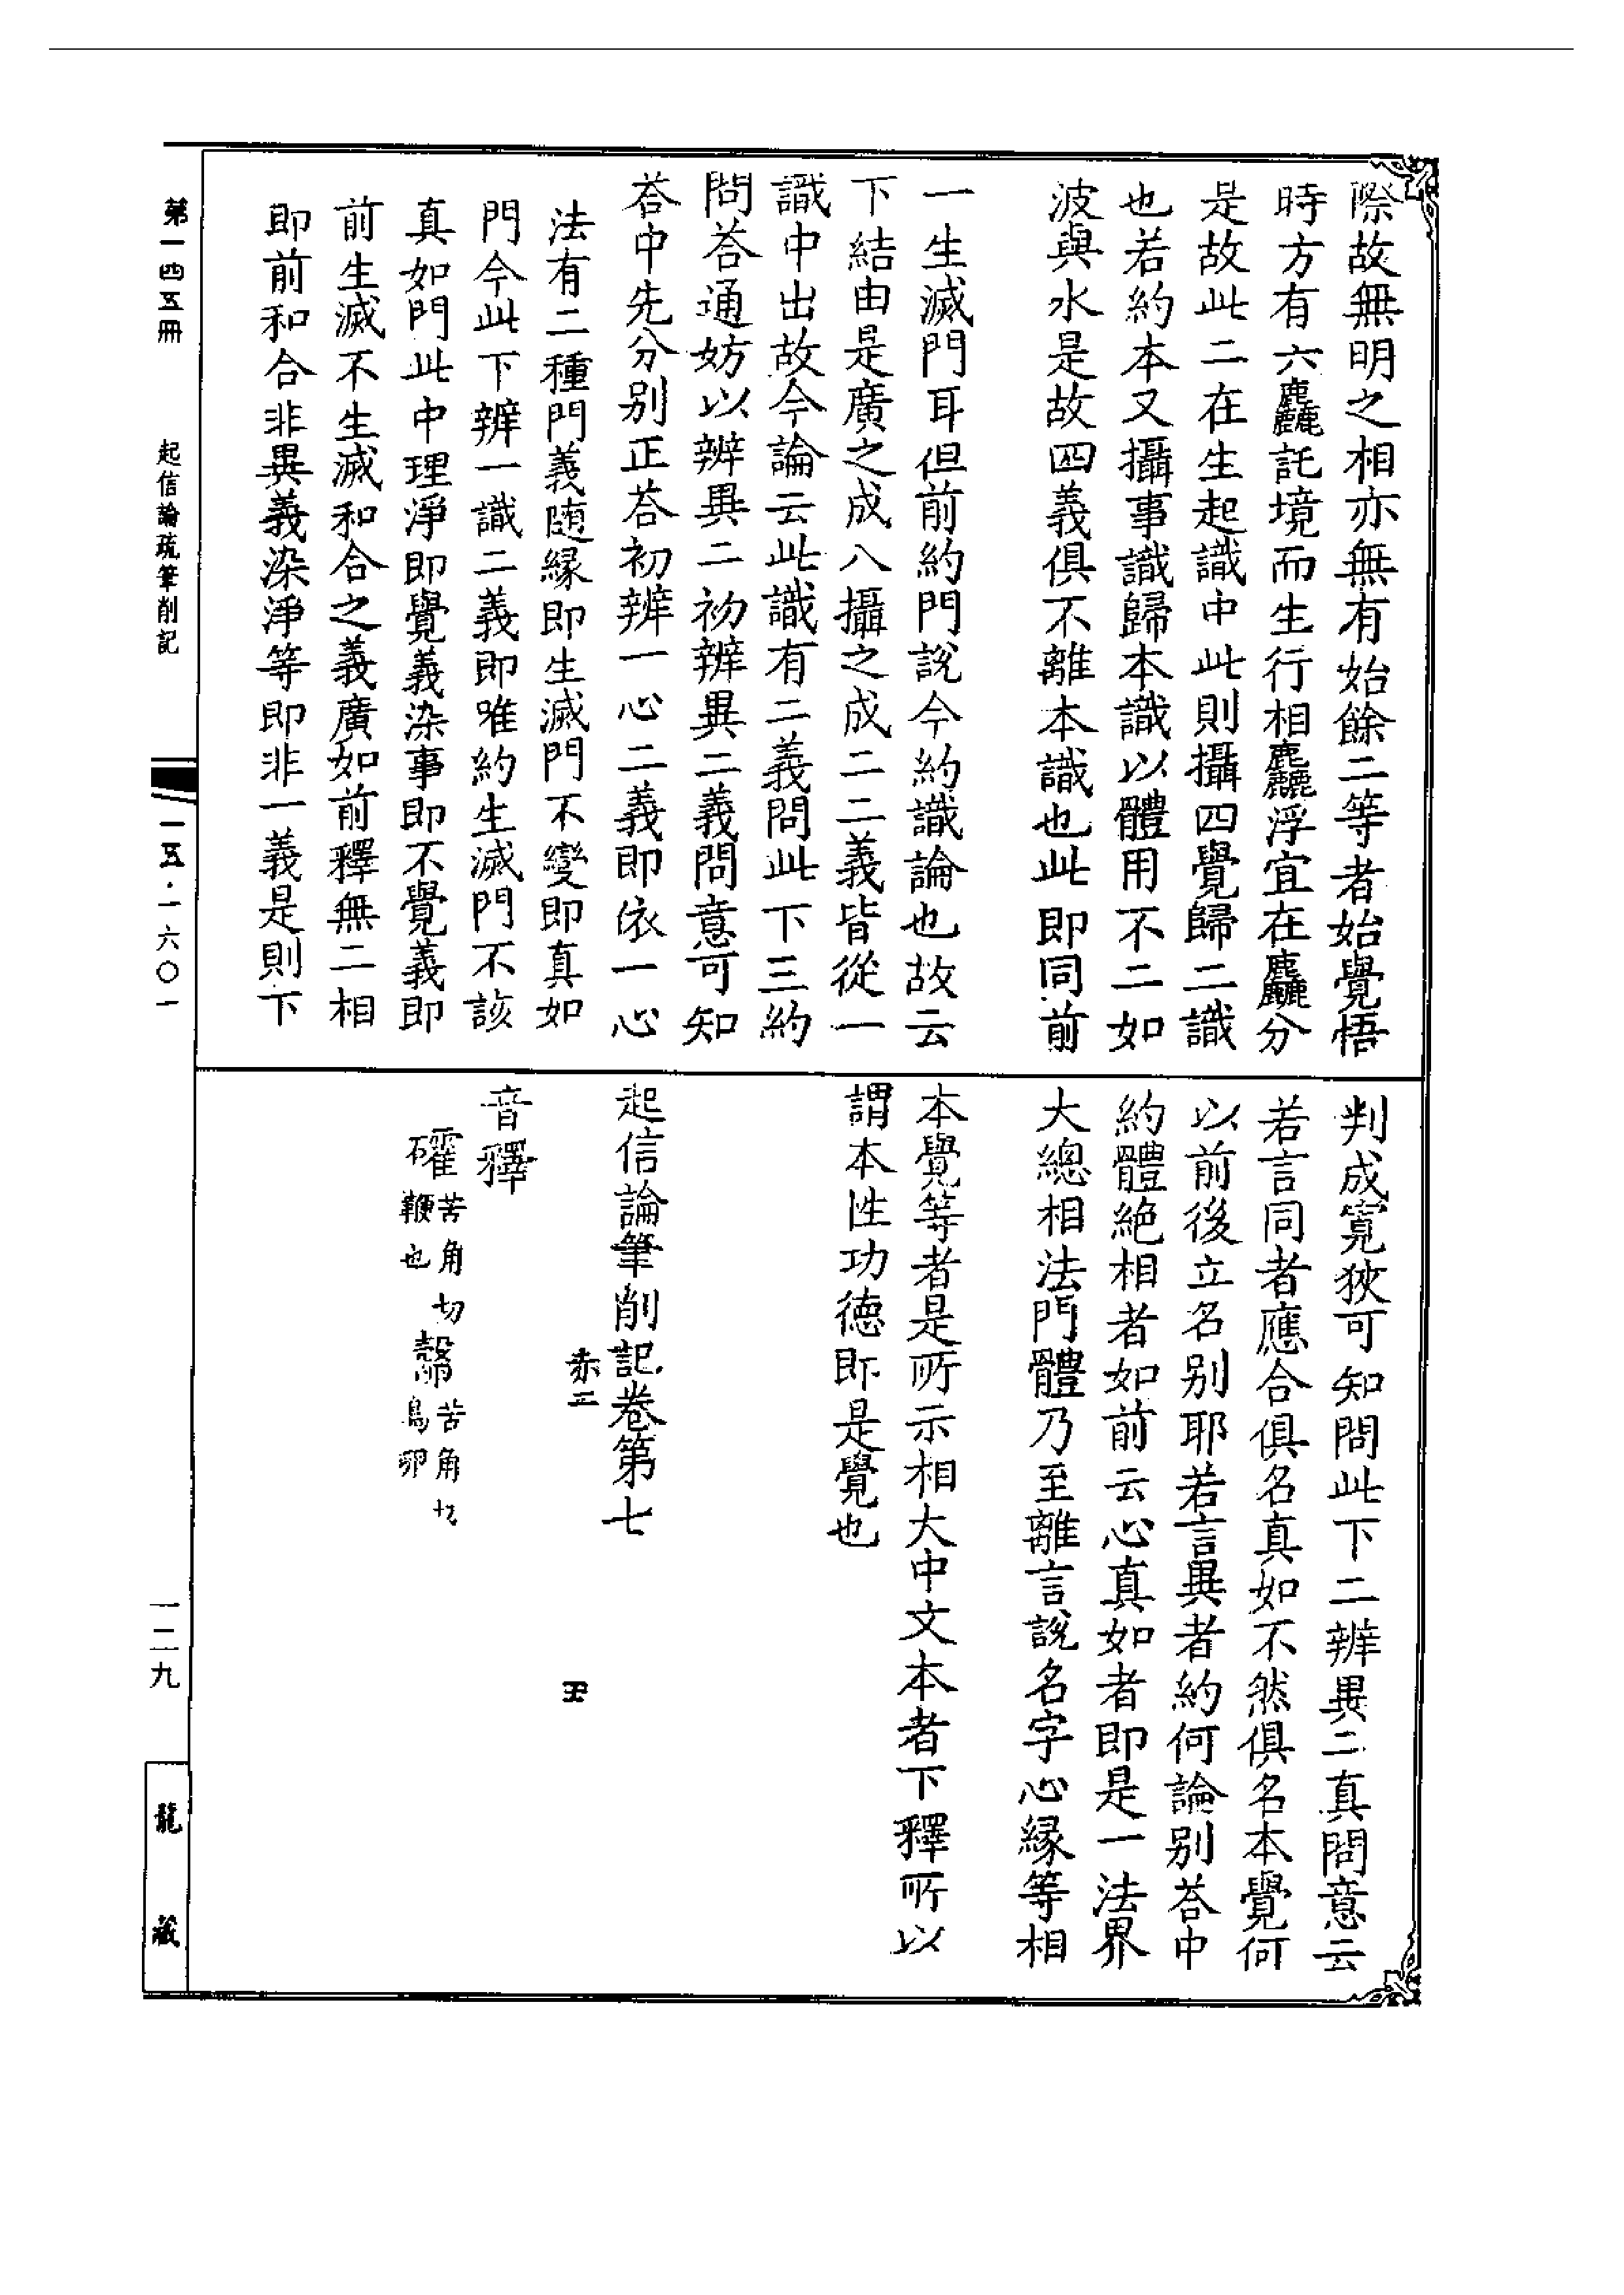 際故無明之相亦無有始餘二等者始覺悟
時方有六麤託境而生行相麤浮宜在麤分
是故此二在生起識中此則攝四覺歸二識
也若約本又攝事識歸本識以體用不二如
波與水是故四義俱不離本識也此即同前
一生滅門耳但前約門說今約識論也故云
下結由是廣之成八攝之成二二義皆從一
識中出故今論云此識有二義問此下三約
問荅通妨以辨異二初辨異二義問意可知
荅中先分別正荅初辨一心二義即依一心
法有二種門義随緣即生滅門不變即真如
門今此下辨一識二義即唯約生滅門不該
真如門此中理淨即覺義染事即不覺義即
前生滅不生滅和合之義廣如前釋無二相
即前和合非異義染淨等即非一義是則下
判成寬狹可知問此下二辨異二真問意云
若言同者應合俱名真如不然俱名本覺何
以前後立名別耶若言異者約何論別荅中
約體絶相者如前云心真如者即是一法界
大總相法門體乃至離言說名字心緣等相
本覺等者是所示相大中文本者下釋所以
謂本性功德即是覺也
起信論筆削記卷第七
音釋
礭苦角切鞭也
第一四五冊
起信論疏筆削記
一五·一六〇一
一二九
龍藏